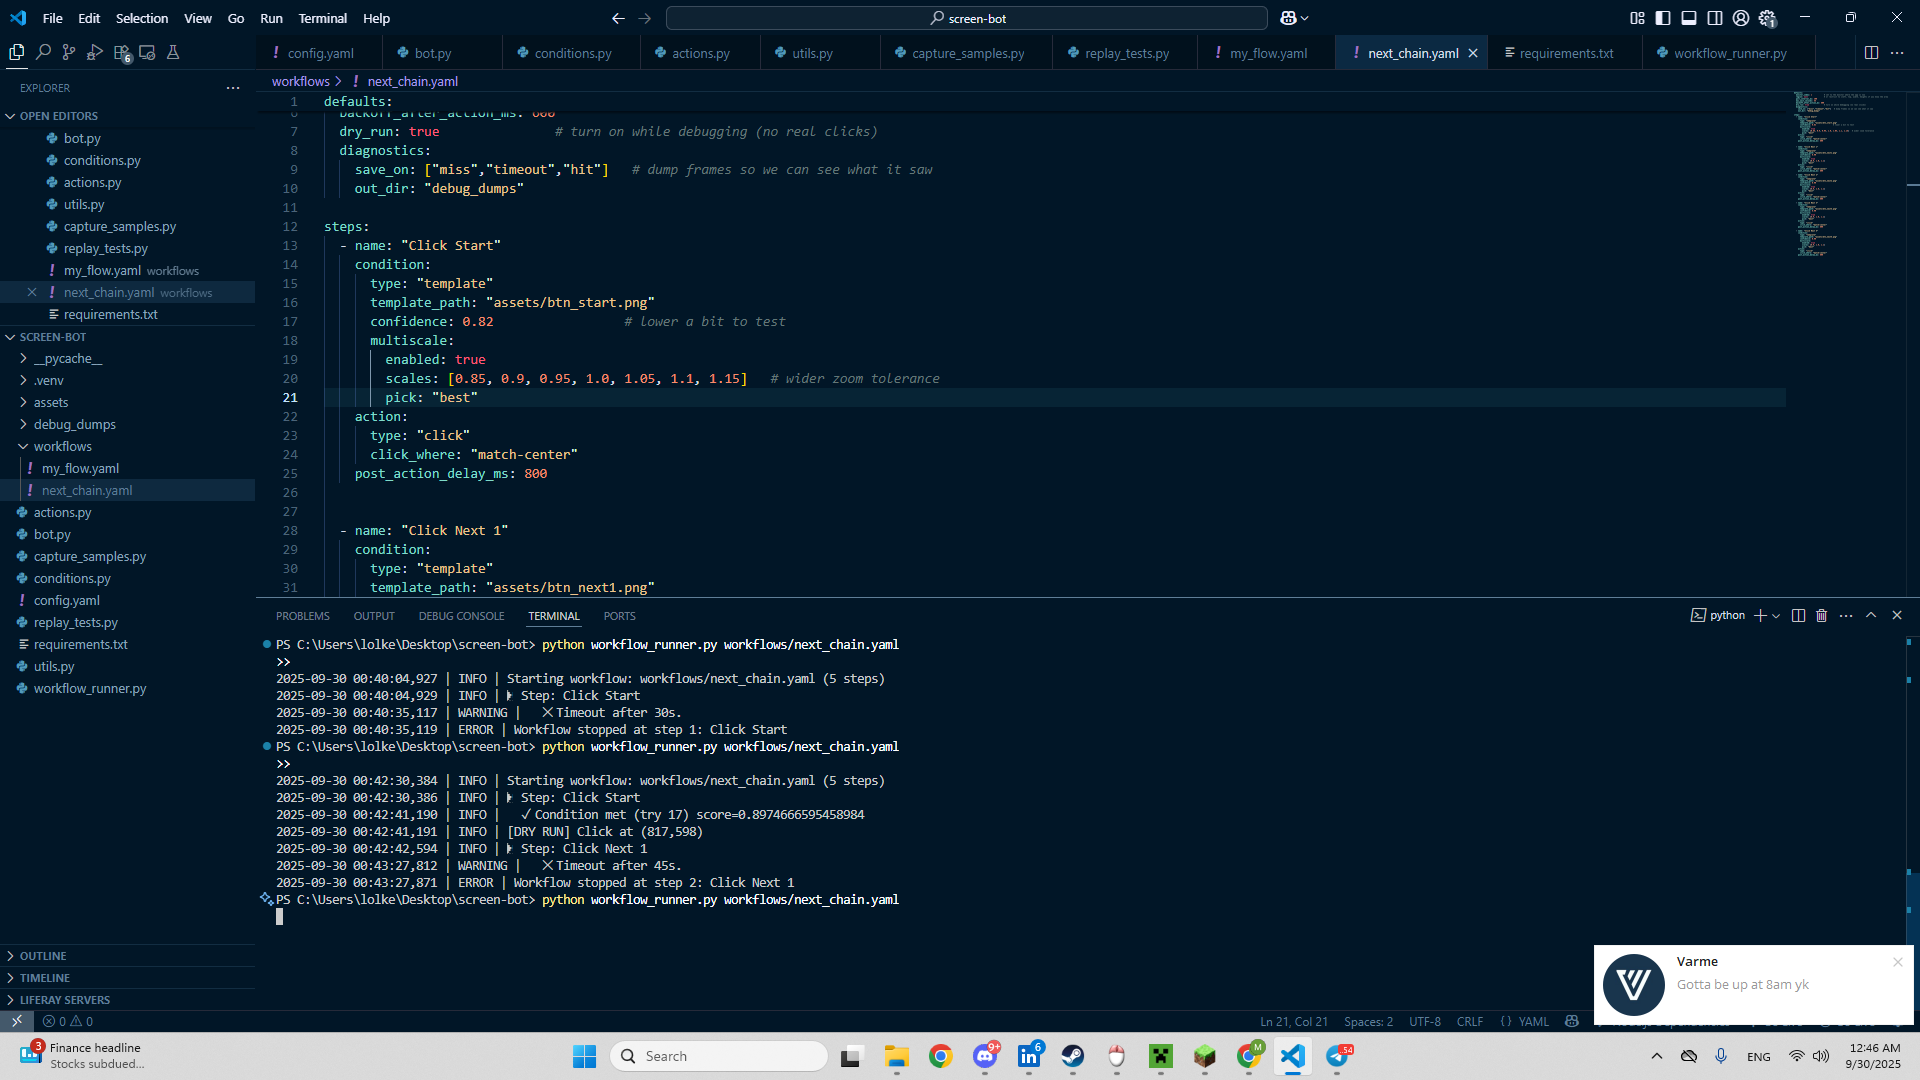 File Edit Selection View Go Run Terminal Help
screen-bot
6
config.yaml bot.py conditions.py actions.py utils.py capture_samples.py replay_tests.py my_flow.yaml next_chain.yaml requirements.txt workflow_runner.py
EXPLORER
OPEN EDITORS
bot.py
conditions.py
actions.py
utils.py
capture_samples.py
replay_tests.py
my_flow.yaml workflows
next_chain.yaml workflows
requirements.txt
SCREEN-BOT
__pycache__
.venv
assets
debug_dumps
workflows
my_flow.yaml
next_chain.yaml
actions.py
bot.py
capture_samples.py
conditions.py
config.yaml
replay_tests.py
requirements.txt
utils.py
workflow_runner.py
OUTLINE
TIMELINE
LIFERAY SERVERS
workflows > next_chain.yaml
1 defaults:
6 backoff_after_action_ms: 600
7 dry_run: true # turn on while debugging (no real clicks)
8 diagnostics:
9 save_on: ["miss","timeout","hit"] # dump frames so we can see what it saw
10 out_dir: "debug_dumps"
11
12 steps:
13 - name: "Click Start"
14 condition:
15 type: "template"
16 template_path: "assets/btn_start.png"
17 confidence: 0.82 # lower a bit to test
18 multiscale:
19 enabled: true
20 scales: [0.85, 0.9, 0.95, 1.0, 1.05, 1.1, 1.15] # wider zoom tolerance
21 pick: "best"
22 action:
23 type: "click"
24 click_where: "match-center"
25 post_action_delay_ms: 800
26
27
28 - name: "Click Next 1"
29 condition:
30 type: "template"
31 template_path: "assets/btn_next1.png"
PROBLEMS OUTPUT DEBUG CONSOLE TERMINAL PORTS
python
PS C:\Users\lolke\Desktop\screen-bot> python workflow_runner.py workflows/next_chain.yaml
>>
2025-09-30 00:40:04,927 | INFO | Starting workflow: workflows/next_chain.yaml (5 steps)
2025-09-30 00:40:04,929 | INFO | Step: Click Start
2025-09-30 00:40:35,117 | WARNING | ✕ Timeout after 30s.
2025-09-30 00:40:35,119 | ERROR | Workflow stopped at step 1: Click Start
PS C:\Users\lolke\Desktop\screen-bot> python workflow_runner.py workflows/next_chain.yaml
>>
2025-09-30 00:42:30,384 | INFO | Starting workflow: workflows/next_chain.yaml (5 steps)
2025-09-30 00:42:30,386 | INFO | Step: Click Start
2025-09-30 00:42:41,190 | INFO | ✓ Condition met (try 17) score=0.8974666595458984
2025-09-30 00:42:41,191 | INFO | [DRY RUN] Click at (817,598)
2025-09-30 00:42:42,594 | INFO | Step: Click Next 1
2025-09-30 00:43:27,812 | WARNING | ✕ Timeout after 45s.
2025-09-30 00:43:27,871 | ERROR | Workflow stopped at step 2: Click Next 1
PS C:\Users\lolke\Desktop\screen-bot> python workflow_runner.py workflows/next_chain.yaml
Varme
Gotta be up at 8am yk
0 0
Ln 21, Col 21 Spaces: 2 UTF-8 CRLF {} YAML
3
Finance headline
Stocks subdued...
Search
9+
6
M
54
ENG
12:46 AM
9/30/2025